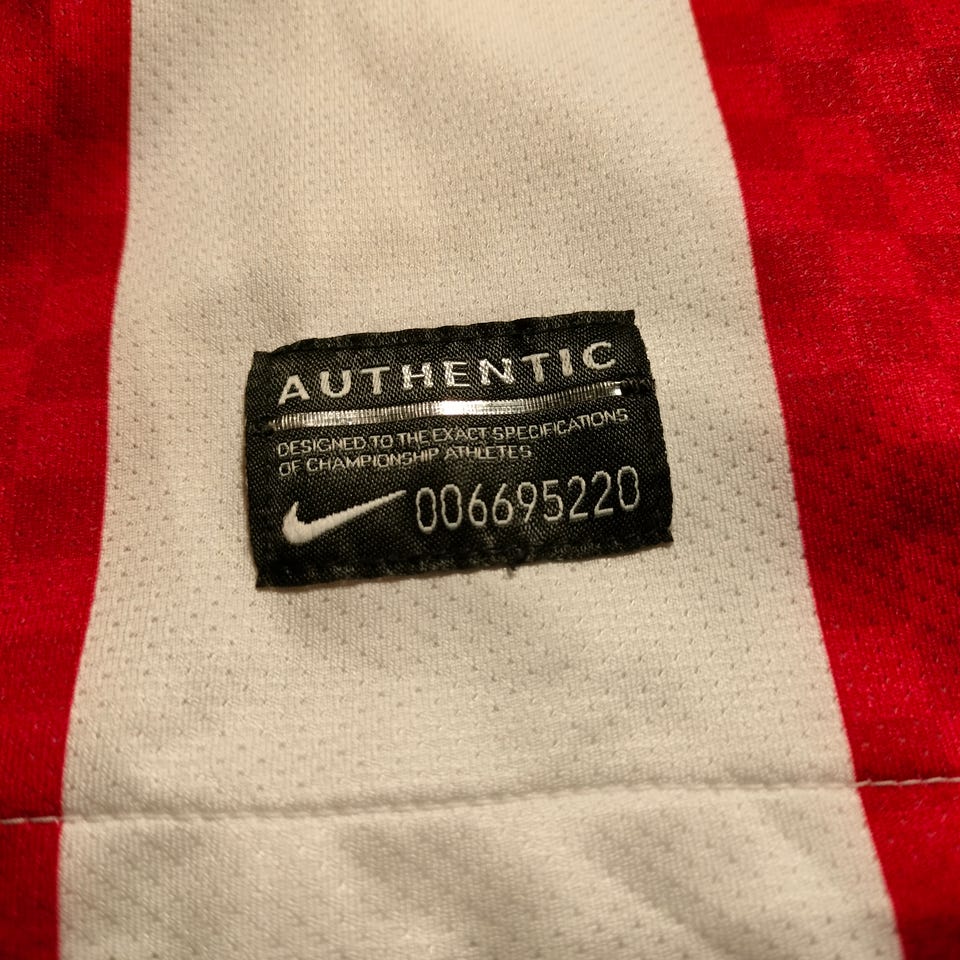 AUTHENTIC
DESIGNED TO THE EXACT SPECIFICATIONS
OF CHAMPIONSHIP ATHLETES
006695220